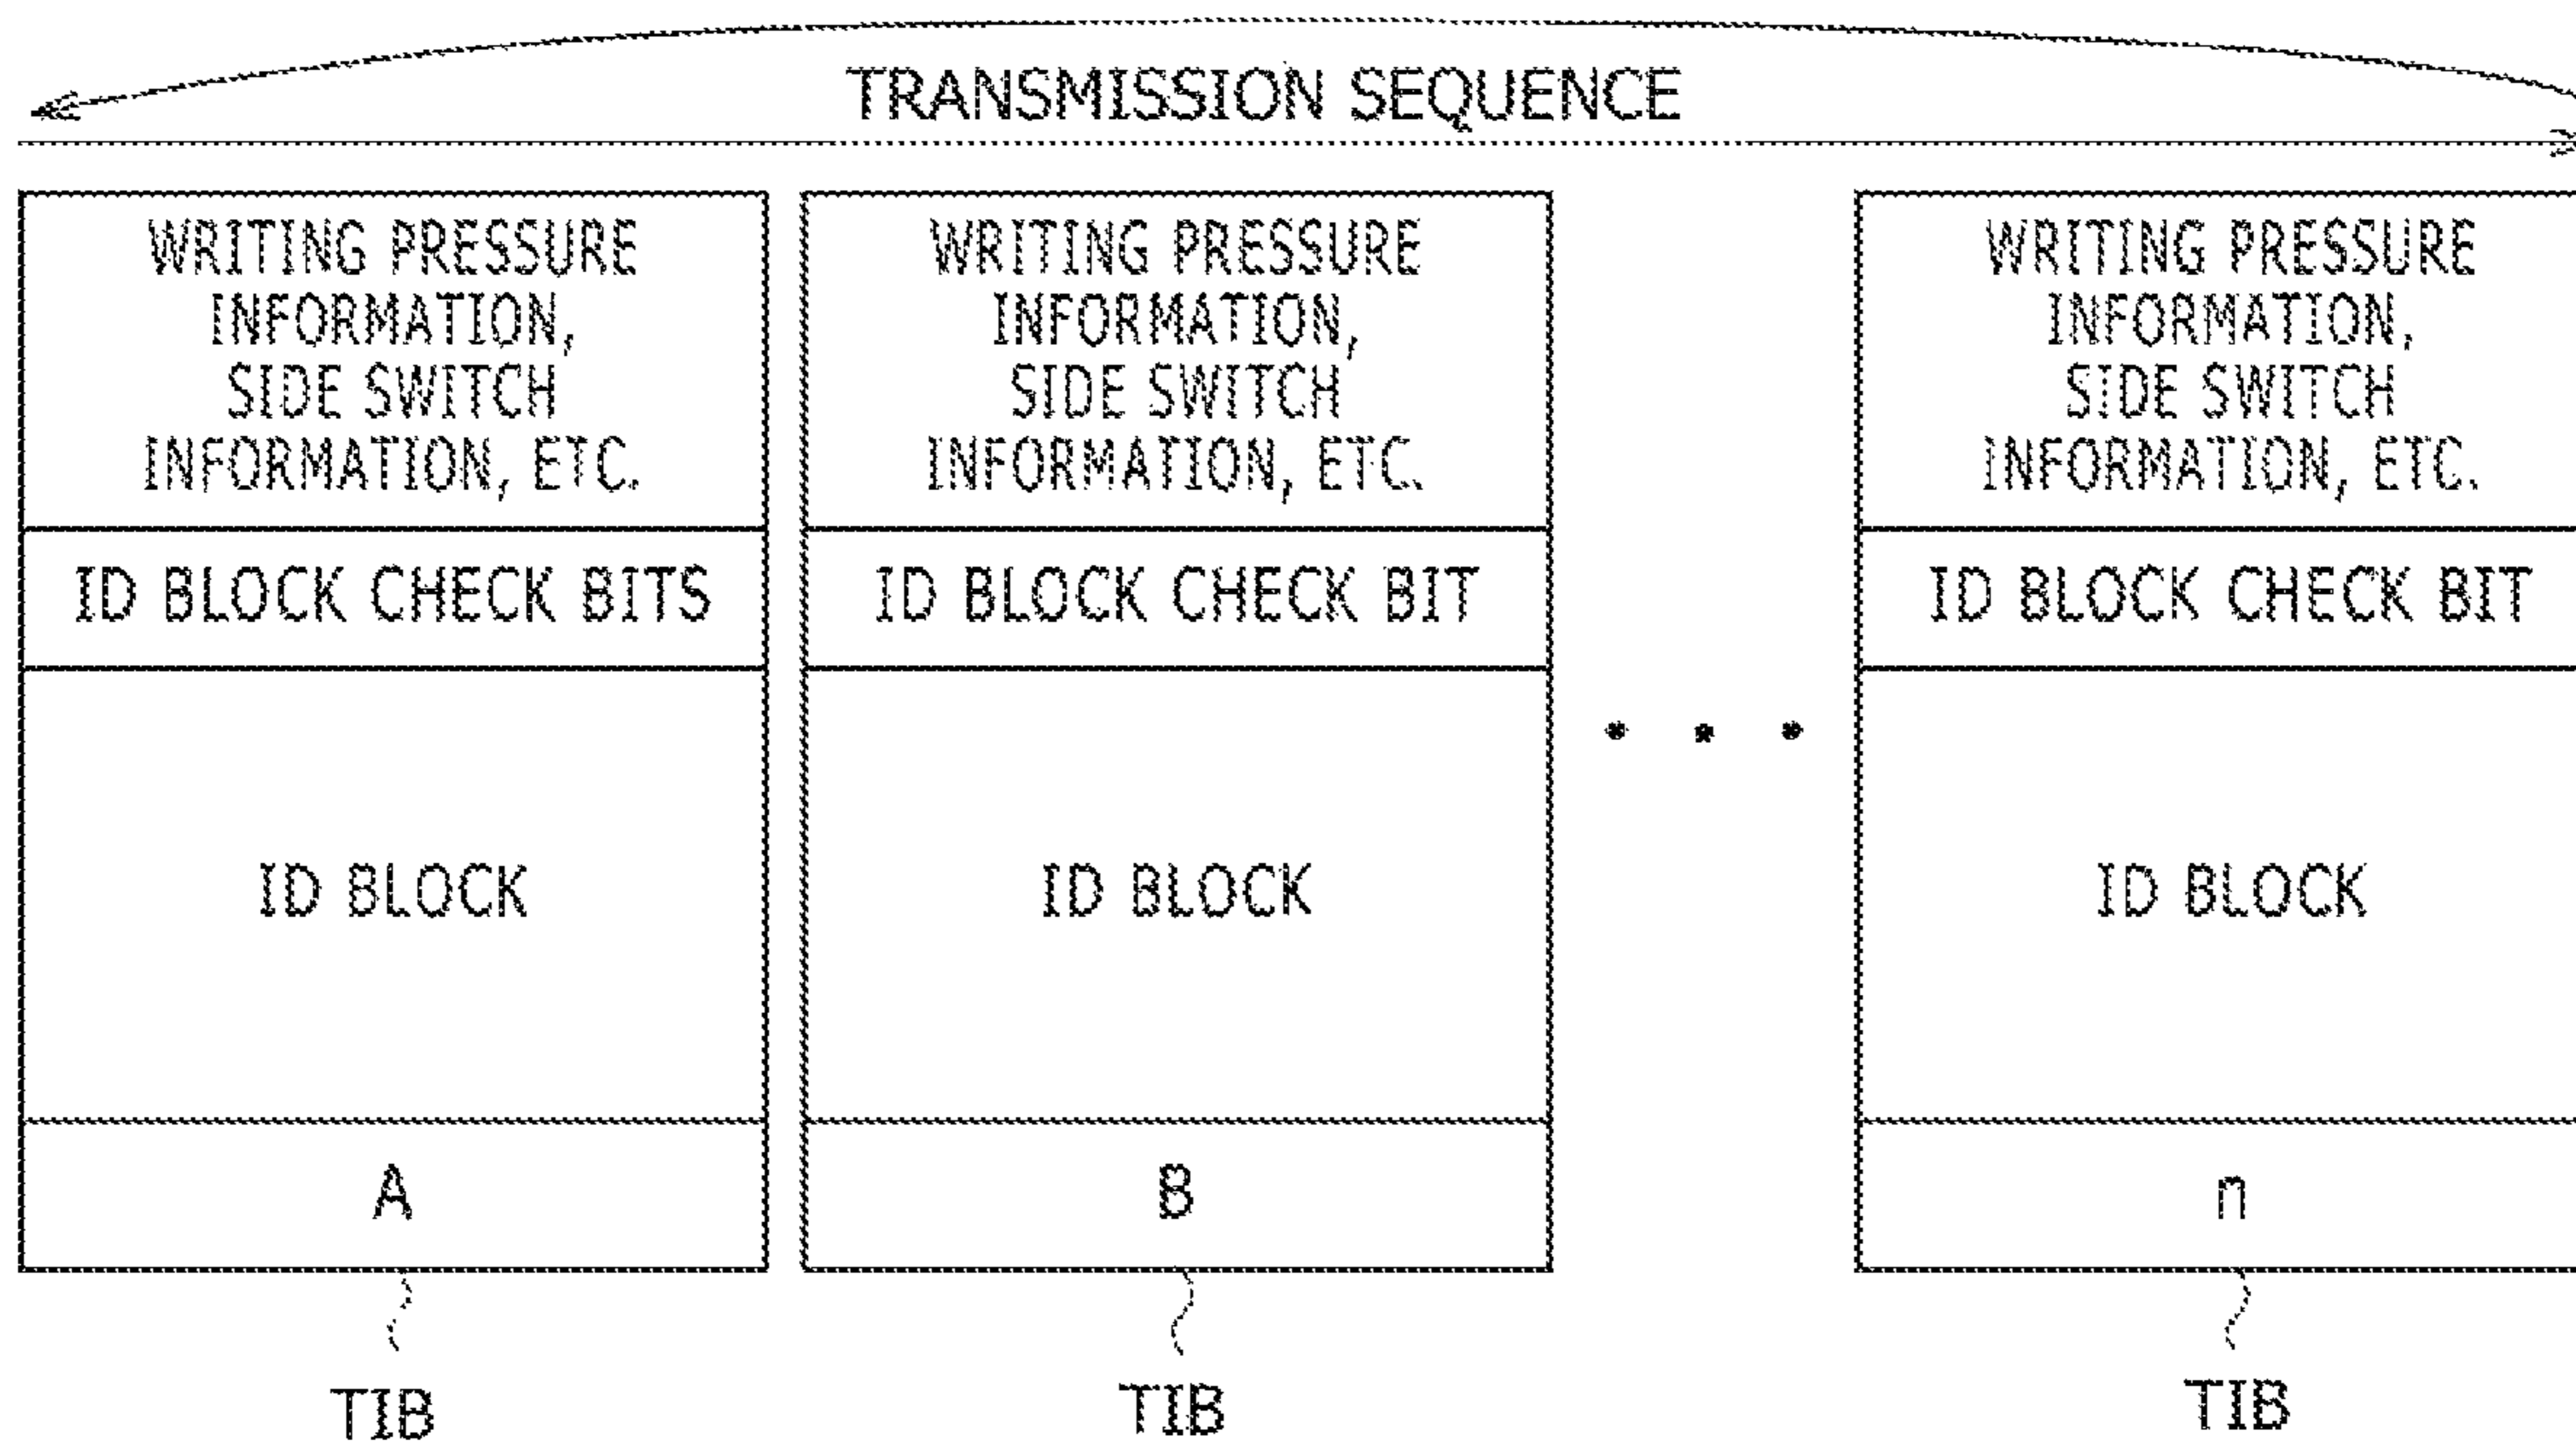 TRANSMISSION SEQUENCE
WRITING PRESSURE
INFORMATION,
SIDE SWITCH
INFORMATION, ETC.
ID BLOCK CHECK BITS
ID BLOCK
A
TIB
WRITING PRESSURE
INFORMATION,
SIDE SWITCH
INFORMATION, ETC.
ID BLOCK CHECK BIT
ID BLOCK
B
TIB
• • •
WRITING PRESSURE
INFORMATION,
SIDE SWITCH
INFORMATION, ETC.
ID BLOCK CHECK BIT
ID BLOCK
n
TIB